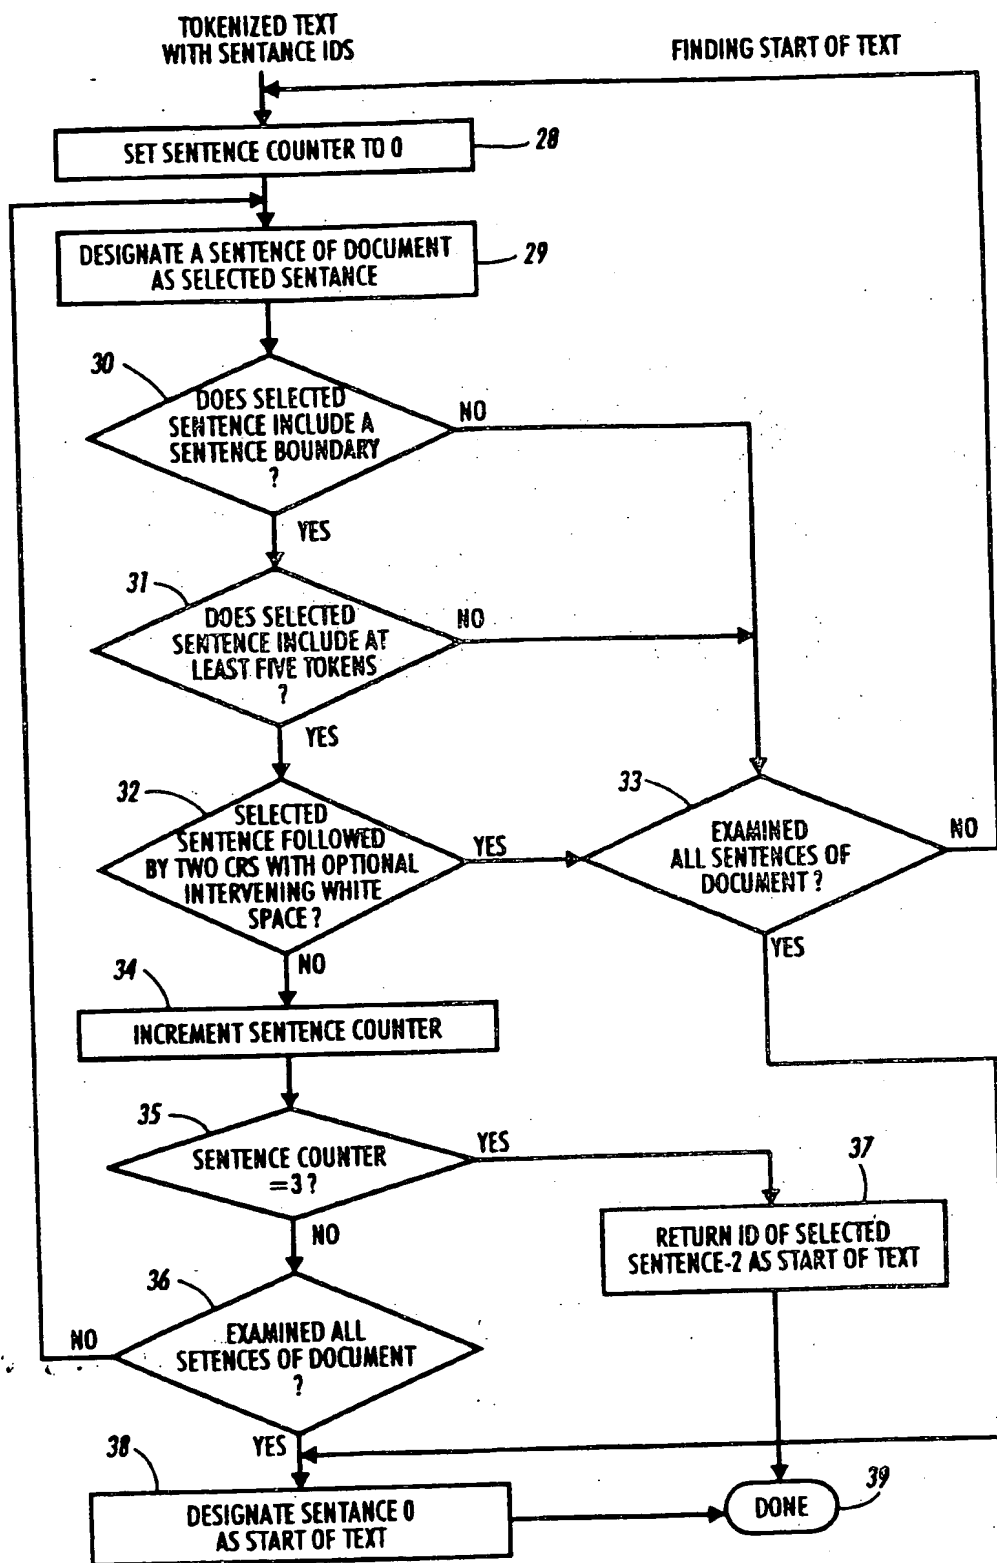 TOKENIZED TEXT
WITH SENTANCE IDS
FINDING START OF TEXT
SET SENTENCE COUNTER TO 0
28
DESIGNATE A SENTENCE OF DOCUMENT
AS SELECTED SENTANCE
29
30
DOES SELECTED
SENTENCE INCLUDE A
SENTENCE BOUNDARY
?
NO
YES
31
DOES SELECTED
SENTENCE INCLUDE AT
LEAST FIVE TOKENS
?
NO
YES
32
SELECTED
SENTENCE FOLLOWED
BY TWO CRS WITH OPTIONAL
INTERVENING WHITE
SPACE ?
YES
NO
33
EXAMINED
ALL SENTENCES OF
DOCUMENT ?
NO
YES
34
INCREMENT SENTENCE COUNTER
35
SENTENCE COUNTER
=3 ?
YES
NO
37
RETURN ID OF SELECTED
SENTENCE-2 AS START OF TEXT
36
EXAMINED ALL
SETENCES OF DOCUMENT
?
NO
YES
38
DESIGNATE SENTANCE 0
AS START OF TEXT
DONE
39